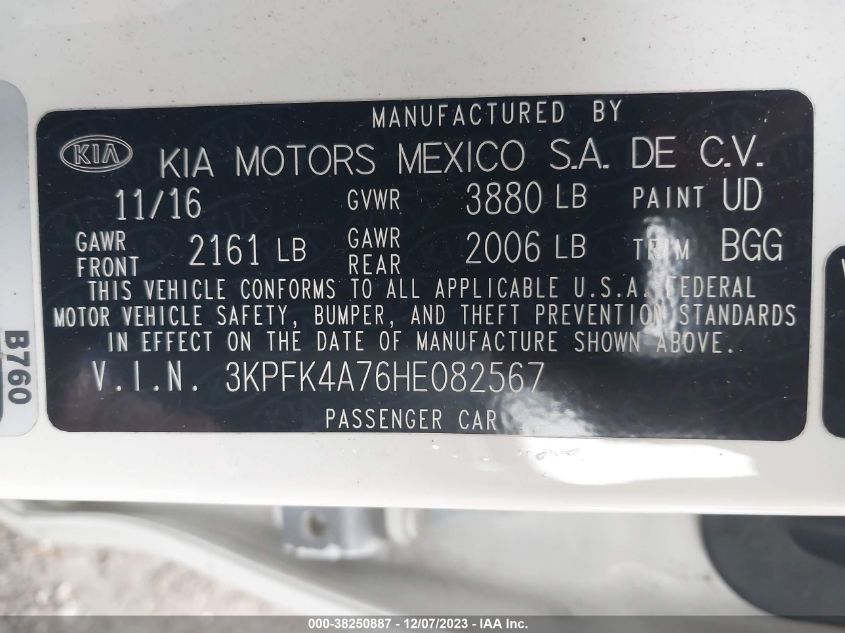 MANUFACTURED BY
KIA KIA MOTORS MEXICO S.A. DE C.V.
11/16 GVWR 3880 LB PAINT UD
GAWR FRONT 2161 LB GAWR REAR 2006 LB TRIM BGG
THIS VEHICLE CONFORMS TO ALL APPLICABLE U.S.A. FEDERAL
MOTOR VEHICLE SAFETY, BUMPER, AND THEFT PREVENTION STANDARDS
IN EFFECT ON THE DATE OF MANUFACTURE SHOWN ABOVE.
V.I.N. 3KPFK4A76HE082567
PASSENGER CAR
B760
000-38250887 - 12/07/2023 - IAA Inc.